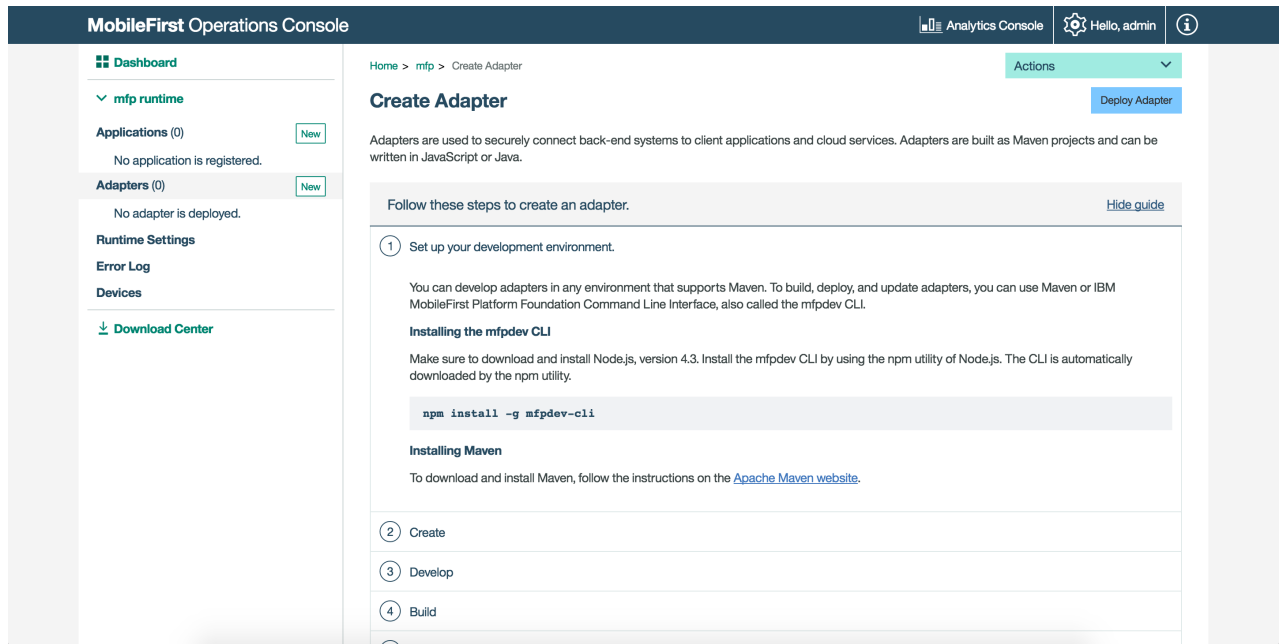 MobileFirst Operations Console
Analytics Console
Hello, admin
Dashboard
mfp runtime
Applications (0)
New
No application is registered.
Adapters (0)
New
No adapter is deployed.
Runtime Settings
Error Log
Devices
Download Center
Home > mfp > Create Adapter
Actions
Create Adapter
Deploy Adapter
Adapters are used to securely connect back-end systems to client applications and cloud services. Adapters are built as Maven projects and can be
written in JavaScript or Java.
Follow these steps to create an adapter.
Hide guide
1 Set up your development environment.
You can develop adapters in any environment that supports Maven. To build, deploy, and update adapters, you can use Maven or IBM
MobileFirst Platform Foundation Command Line Interface, also called the mfpdev CLI.
Installing the mfpdev CLI
Make sure to download and install Node.js, version 4.3. Install the mfpdev CLI by using the npm utility of Node.js. The CLI is automatically
downloaded by the npm utility.
npm install -g mfpdev-cli
Installing Maven
To download and install Maven, follow the instructions on the Apache Maven website.
2 Create
3 Develop
4 Build